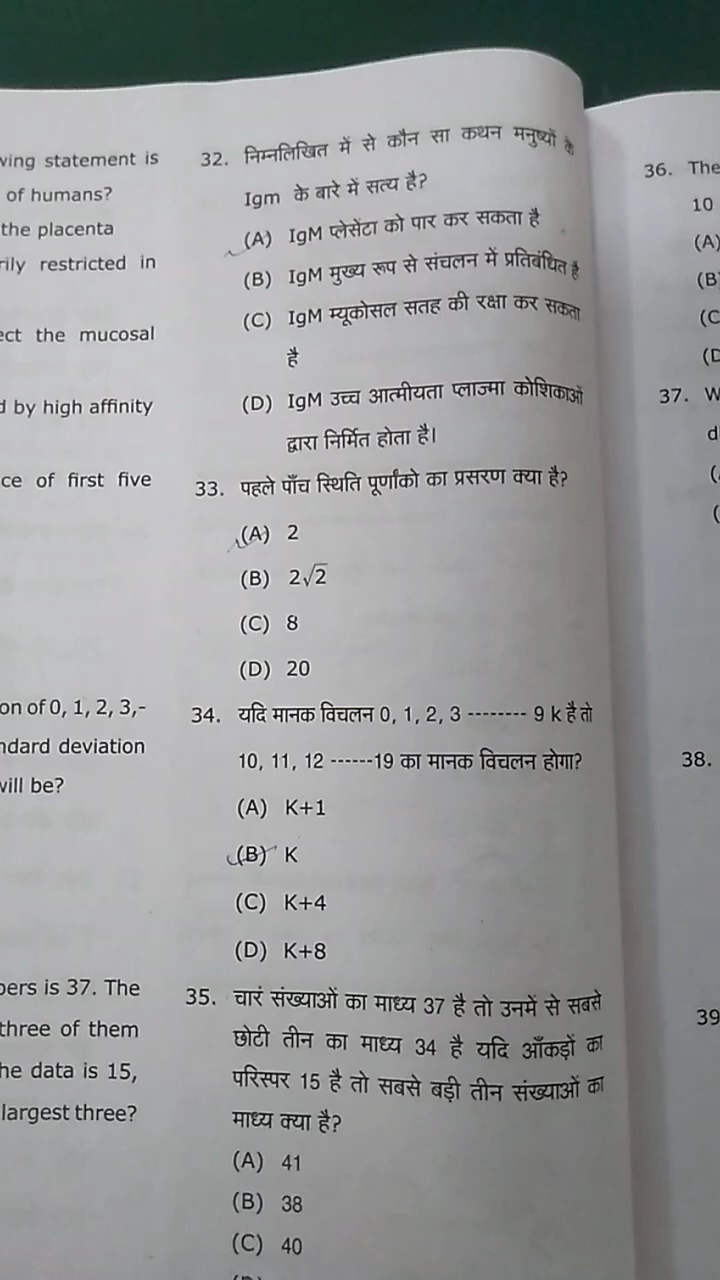 ving statement is
of humans?
the placenta
rily restricted in
ect the mucosal
d by high affinity
ce of first five
on of 0, 1, 2, 3,-
ndard deviation
vill be?
bers is 37. The
three of them
he data is 15,
largest three?
32. निम्नलिखित में से कौन सा कथन मनुष्यों के
Igm के बारे में सत्य है?
(A) IgM प्लेसेंटा को पार कर सकता है
(B) IgM मुख्य रूप से संचलन में प्रतिबंधित है
(C) IgM म्यूकोसल सतह की रक्षा कर सकता
है
(D) IgM उच्च आत्मीयता प्लाज्मा कोशिकाओं
द्वारा निर्मित होता है।
33. पहले पाँच स्थिति पूर्णांको का प्रसरण क्या है?
(A) 2
(B) 2√2
(C) 8
(D) 20
34. यदि मानक विचलन 0, 1, 2, 3 -------- 9 k है तो
10, 11, 12 ------19 का मानक विचलन होगा?
(A) K+1
(B) K
(C) K+4
(D) K+8
35. चारं संख्याओं का माध्य 37 है तो उनमें से सबसे
छोटी तीन का माध्य 34 है यदि आँकड़ों का
परिस्पर 15 है तो सबसे बड़ी तीन संख्याओं का
माध्य क्या है?
(A) 41
(B) 38
(C) 40
36. The
10
(A)
(B
(C
(D
37. W
d
38.
39